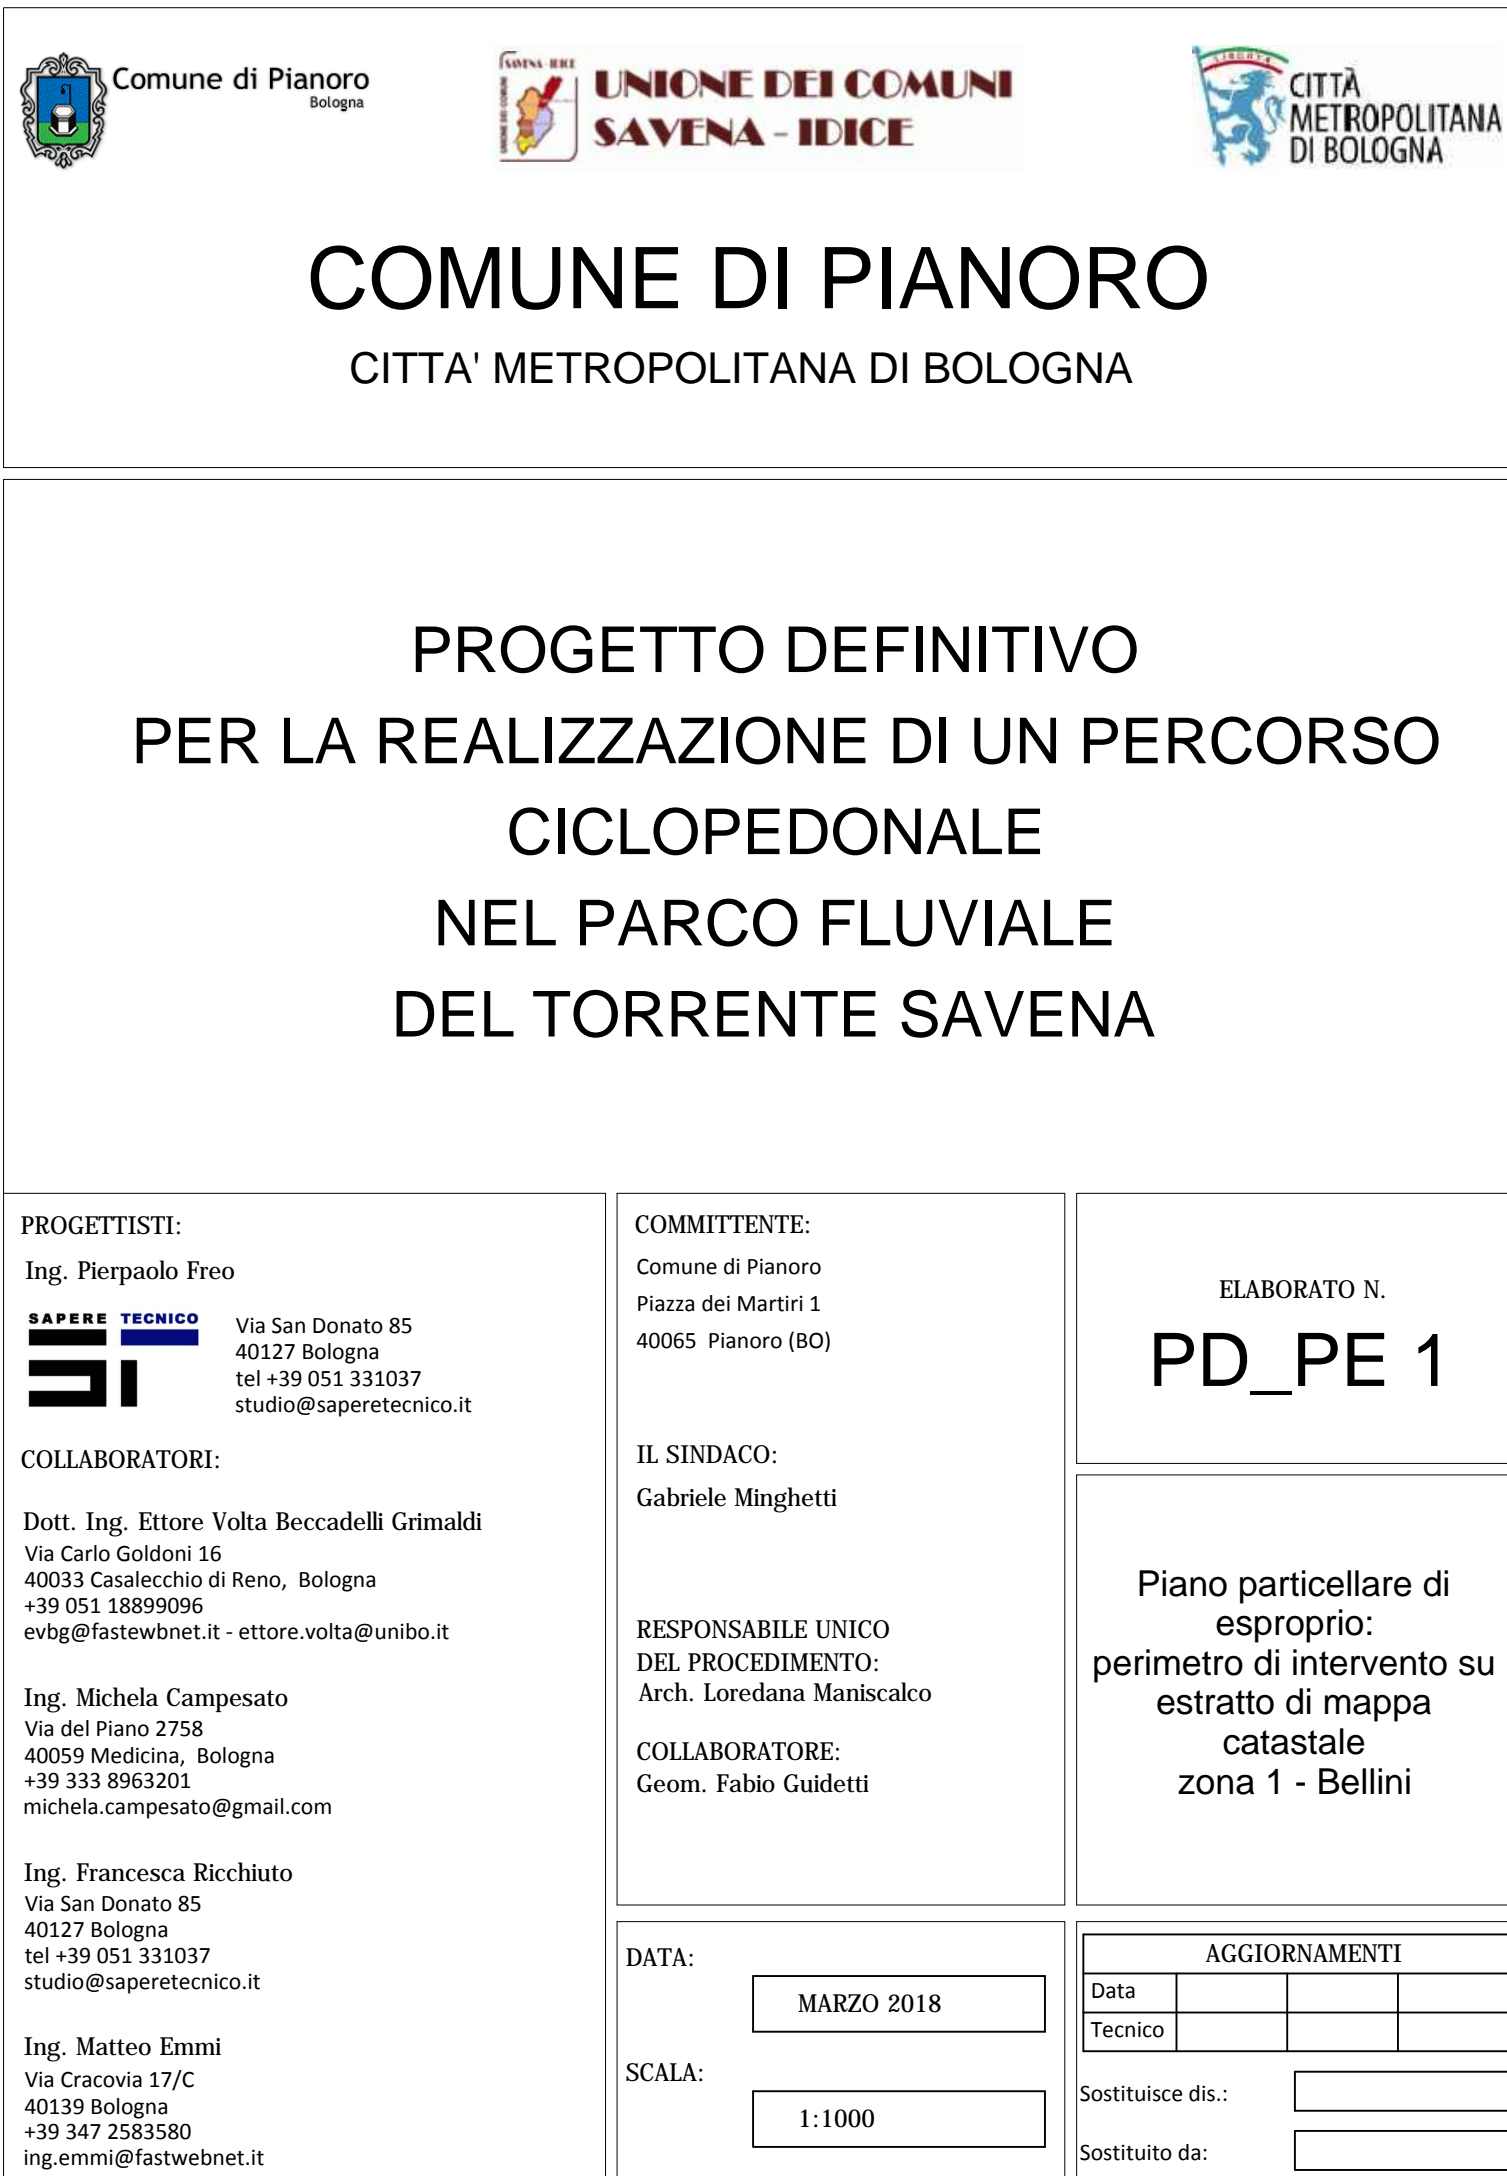 Comune di Pianoro
Bologna
SAVENA-IDICE
UNIONE DEI COMUNI
UNIONE DEI COMUNI
SAVENA - IDICE
LIBERTAS
CITTÀ
METROPOLITANA
DI BOLOGNA
COMUNE DI PIANORO
CITTA' METROPOLITANA DI BOLOGNA
PROGETTO DEFINITIVO
PER LA REALIZZAZIONE DI UN PERCORSO
CICLOPEDONALE
NEL PARCO FLUVIALE
DEL TORRENTE SAVENA
PROGETTISTI:
Ing. Pierpaolo Freo
SAPERE TECNICO
Via San Donato 85
40127 Bologna
tel +39 051 331037
studio@saperetecnico.it
COLLABORATORI:
Dott. Ing. Ettore Volta Beccadelli Grimaldi
Via Carlo Goldoni 16
40033 Casalecchio di Reno, Bologna
+39 051 18899096
evbg@fastewbnet.it - ettore.volta@unibo.it
Ing. Michela Campesato
Via del Piano 2758
40059 Medicina, Bologna
+39 333 8963201
michela.campesato@gmail.com
Ing. Francesca Ricchiuto
Via San Donato 85
40127 Bologna
tel +39 051 331037
studio@saperetecnico.it
Ing. Matteo Emmi
Via Cracovia 17/C
40139 Bologna
+39 347 2583580
ing.emmi@fastwebnet.it
COMMITTENTE:
Comune di Pianoro
Piazza dei Martiri 1
40065 Pianoro (BO)
IL SINDACO:
Gabriele Minghetti
RESPONSABILE UNICO
DEL PROCEDIMENTO:
Arch. Loredana Maniscalco
COLLABORATORE:
Geom. Fabio Guidetti
DATA:
MARZO 2018
SCALA:
1:1000
ELABORATO N.
PD_PE 1
Piano particellare di
esproprio:
perimetro di intervento su
estratto di mappa
catastale
zona 1 - Bellini
AGGIORNAMENTI
Data
Tecnico
Sostituisce dis.:
Sostituito da: